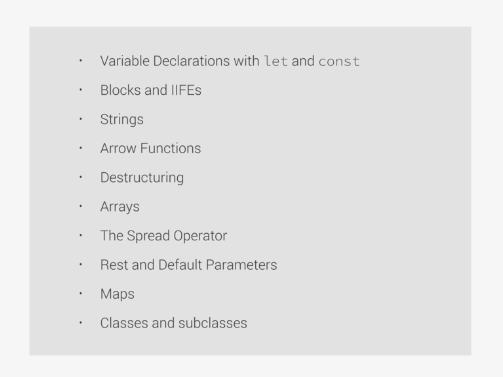 • Variable Declarations with let and const
• Blocks and IIFEs
• Strings
• Arrow Functions
• Destructuring
• Arrays
• The Spread Operator
• Rest and Default Parameters
• Maps
• Classes and subclasses